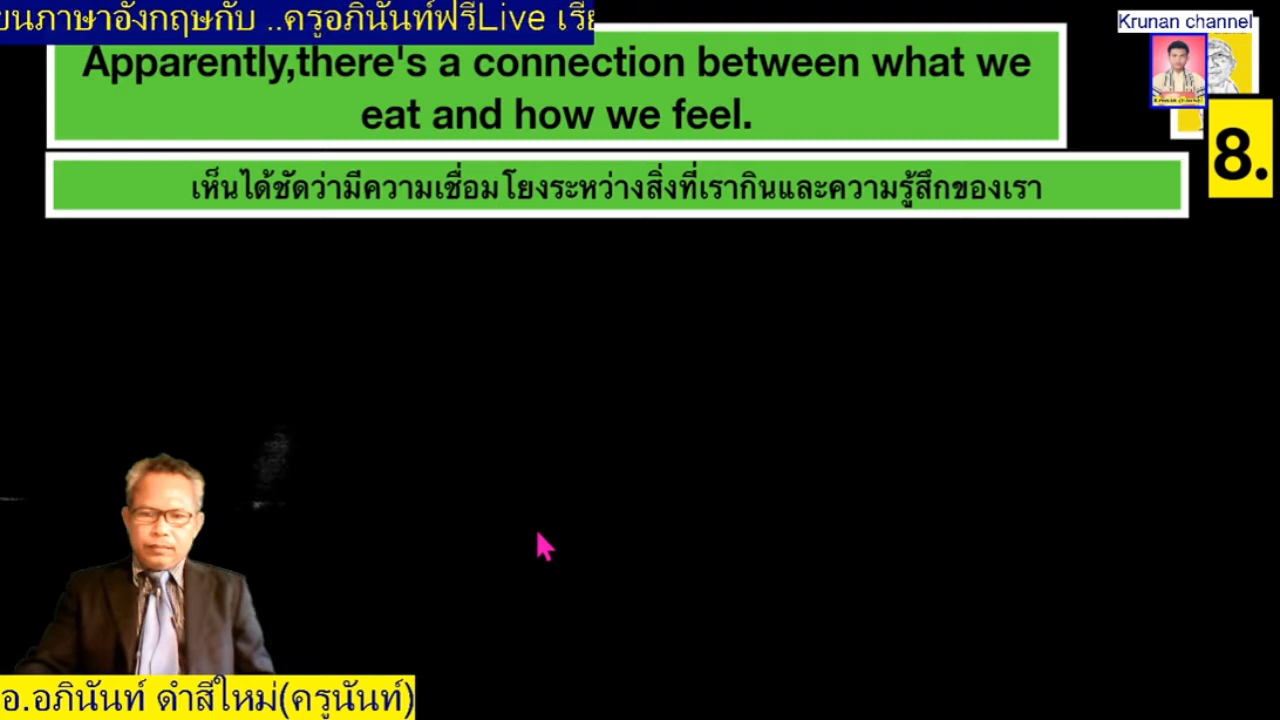 ยนภาษาอังกฤษกับ ..ครูอภินันท์ฟรีLive เรีย
Krunan channel
Apparently,there's a connection between what we
eat and how we feel.
8.
เห็นได้ชัดว่ามีความเชื่อมโยงระหว่างสิ่งที่เรากินและความรู้สึกของเรา
อ.อภินันท์ ดำสีใหม่(ครูนันท์)